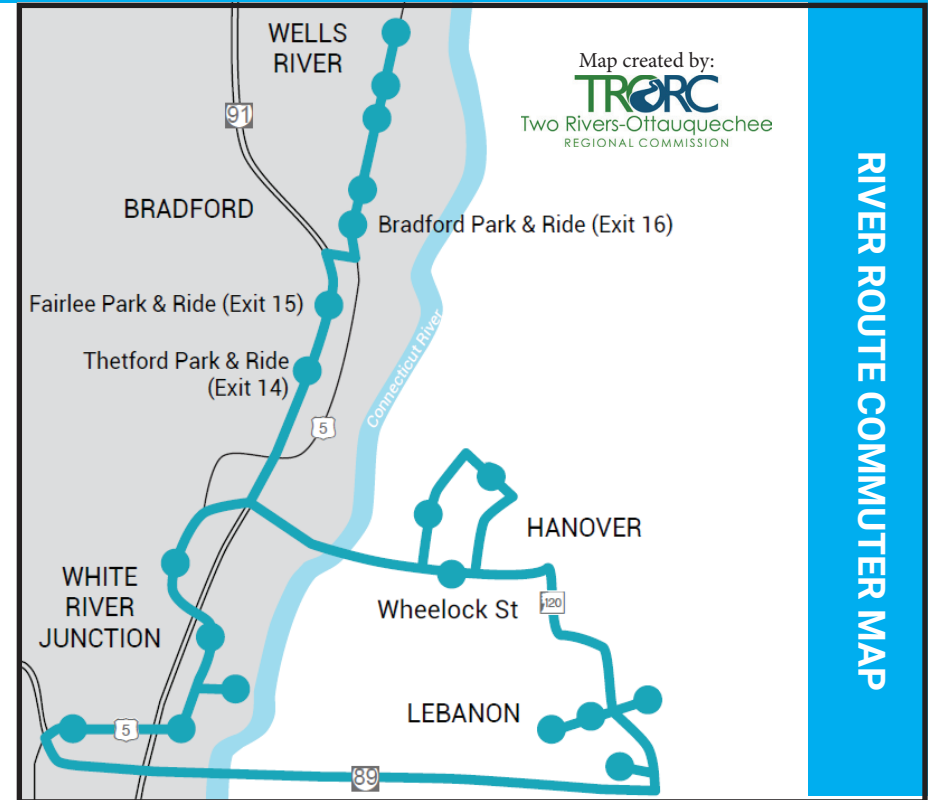 WELLS
RIVER
Map created by:
TRORC
Two Rivers-Ottauquechee
REGIONAL COMMISSION
91
BRADFORD
Bradford Park & Ride (Exit 16)
Fairlee Park & Ride (Exit 15)
Thetford Park & Ride
(Exit 14)
Connecticut River
5
HANOVER
WHITE
RIVER
JUNCTION
Wheelock St
120
LEBANON
5
89
RIVER ROUTE COMMUTER MAP